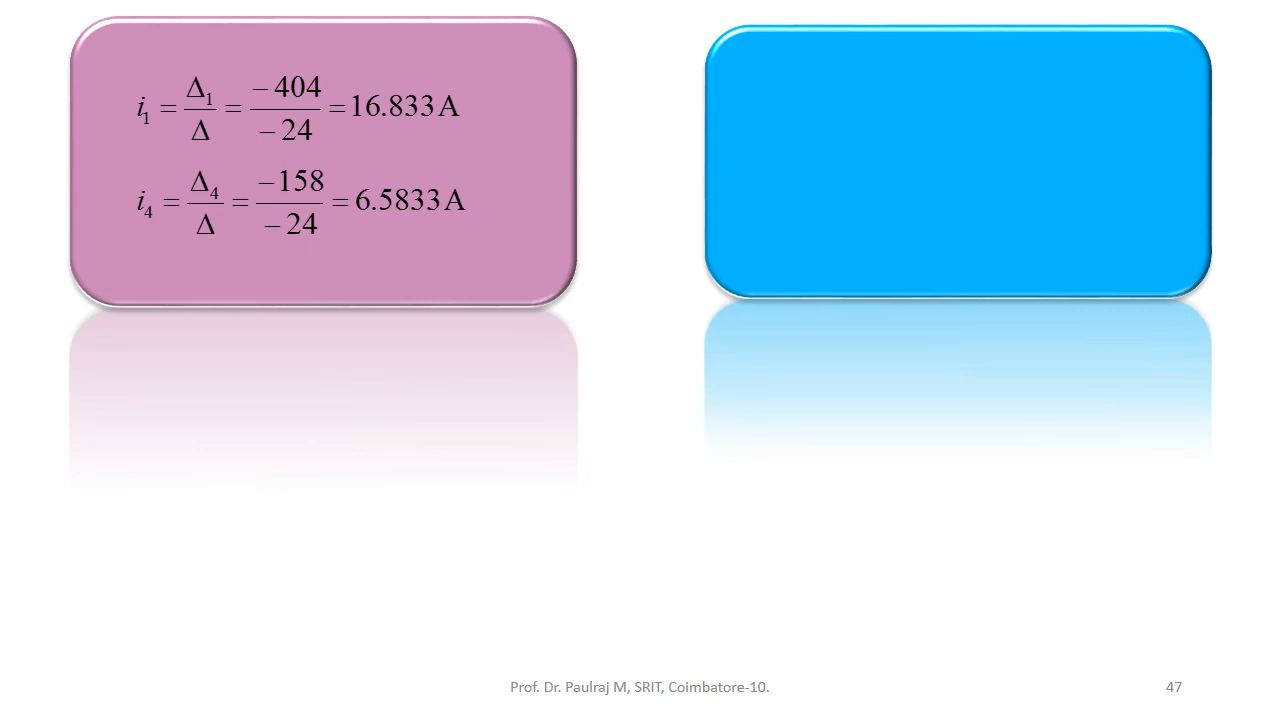 i₁ = Δ₁/Δ = −404/−24 = 16.833 A
i₄ = Δ₄/Δ = −158/−24 = 6.5833 A
Prof. Dr. Paulraj M, SRIT, Coimbatore-10.
47